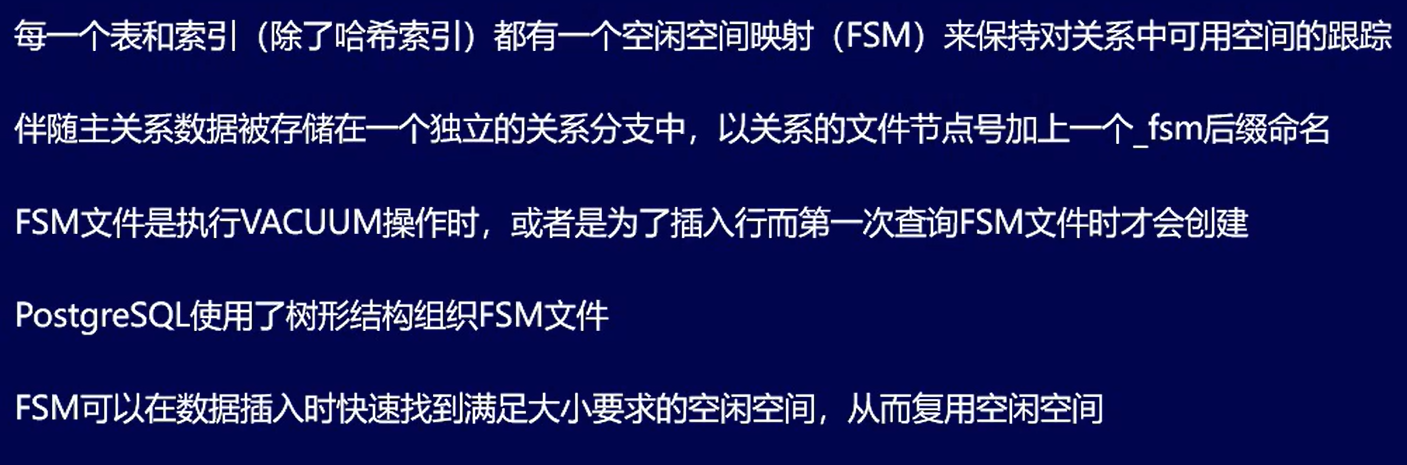 每一个表和索引（除了哈希索引）都有一个空闲空间映射（FSM）来保持对关系中可用空间的跟踪
伴随主关系数据被存储在一个独立的关系分支中，以关系的文件节点号加上一个_fsm后缀命名
FSM文件是执行VACUUM操作时，或者是为了插入行而第一次查询FSM文件时才会创建
PostgreSQL使用了树形结构组织FSM文件
FSM可以在数据插入时快速找到满足大小要求的空闲空间，从而复用空闲空间